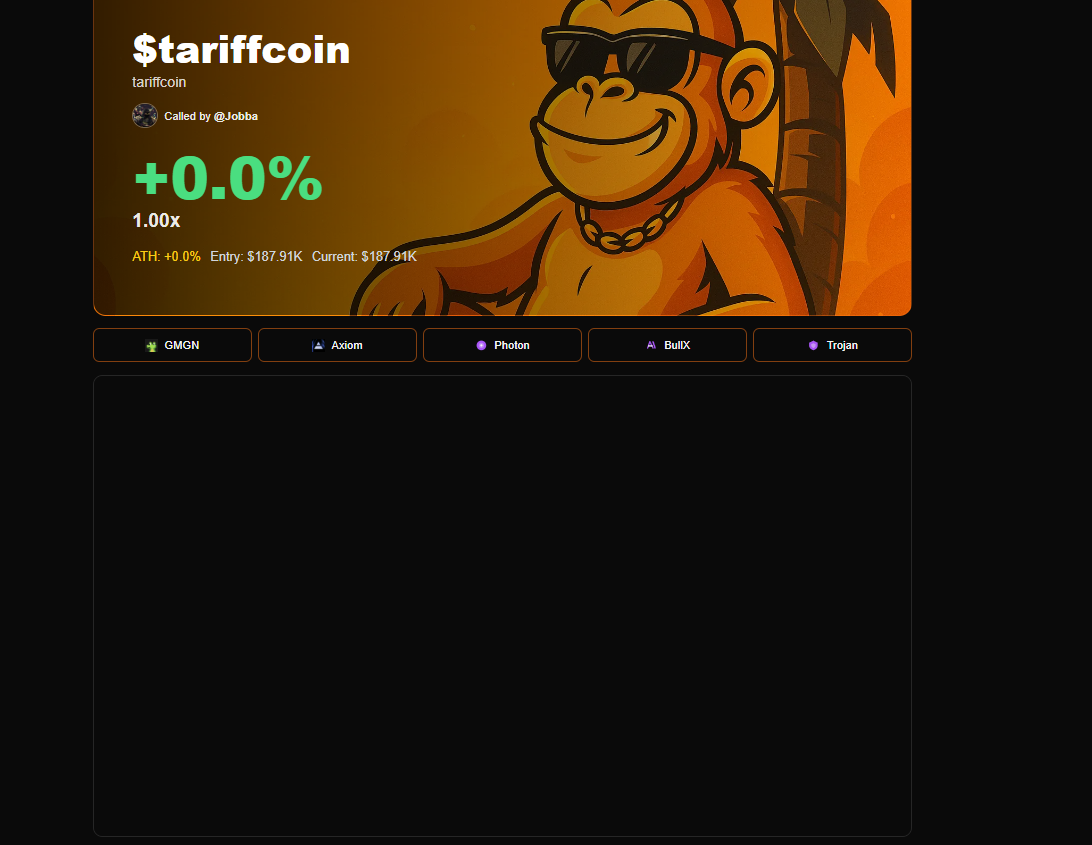 $tariffcoin
tariffcoin
Called by @Jobba
+0.0%
1.00x
ATH: +0.0% Entry: $187.91K Current: $187.91K
GMGN Axiom Photon BullX Trojan